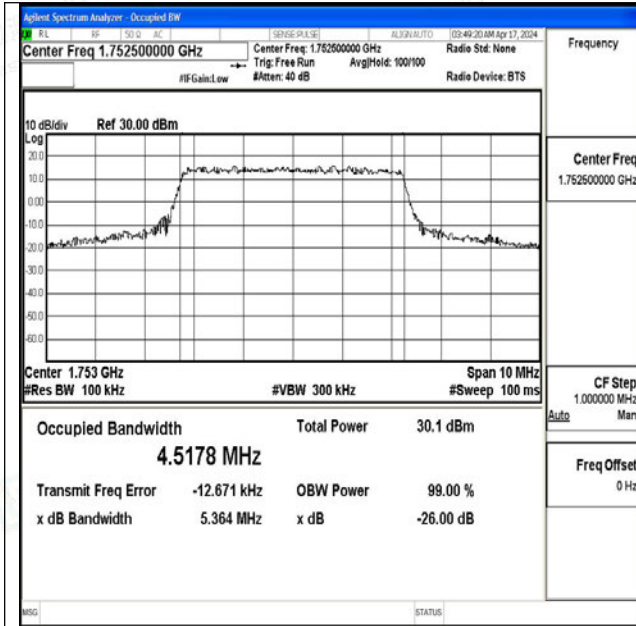 Agilent Spectrum Analyzer - Occupied BW
RL RF 50 Ω AC SENSE:PULSE ALIGNAUTO 03:49:20 AM Apr 17, 2024
Center Freq 1.752500000 GHz
Center Freq: 1.752500000 GHz
Radio Std: None
Trig: Free Run Avg|Hold: 100/100
#IFGain:Low
#Atten: 40 dB
Radio Device: BTS
Frequency
10 dB/div Ref 30.00 dBm
Log
20.0
10.0
0.00
-10.0
-20.0
-30.0
-40.0
-50.0
-60.0
Center 1.753 GHz
Span 10 MHz
#Res BW 100 kHz
#VBW 300 kHz
#Sweep 100 ms
Center Freq
1.752500000 GHz
CF Step
1.000000 MHz
Auto Man
Freq Offset
0 Hz
Occupied Bandwidth
Total Power 30.1 dBm
4.5178 MHz
Transmit Freq Error -12.671 kHz OBW Power 99.00 %
x dB Bandwidth 5.364 MHz x dB -26.00 dB
MSG
STATUS